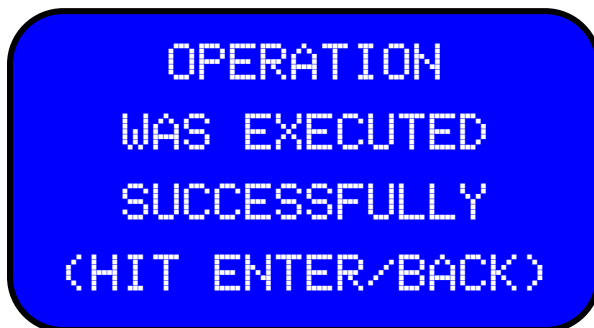 OPERATION
WAS EXECUTED
SUCCESSFULLY
(HIT ENTER/BACK)